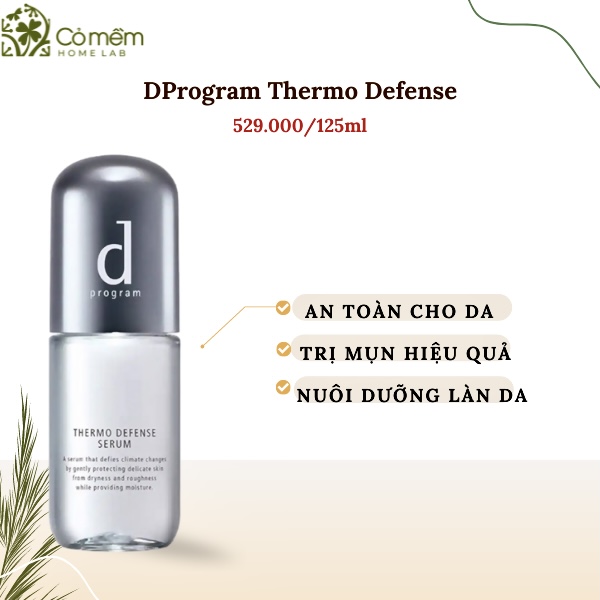 Cỏ mềm
HOME LAB
DProgram Thermo Defense
529.000/125ml
d
program
AN TOÀN CHO DA
TRỊ MỤN HIỆU QUẢ
NUÔI DƯỠNG LÀN DA
THERMO DEFENSE
SERUM
A serum that defies climate changes
by gently protecting delicate skin
from dryness and roughness
while providing moisture.